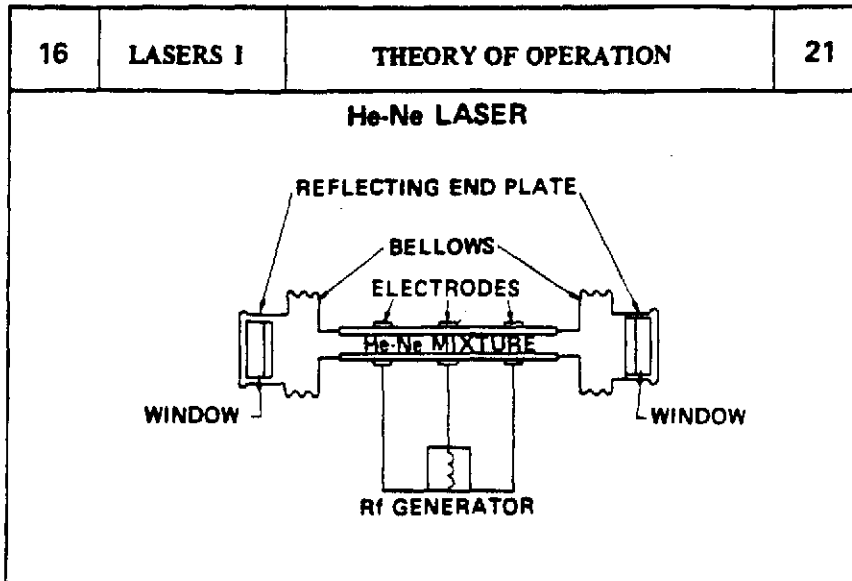 16 LASERS I THEORY OF OPERATION 21
He-Ne LASER
REFLECTING END PLATE
BELLOWS
ELECTRODES
He-Ne MIXTURE
WINDOW WINDOW
Rf GENERATOR